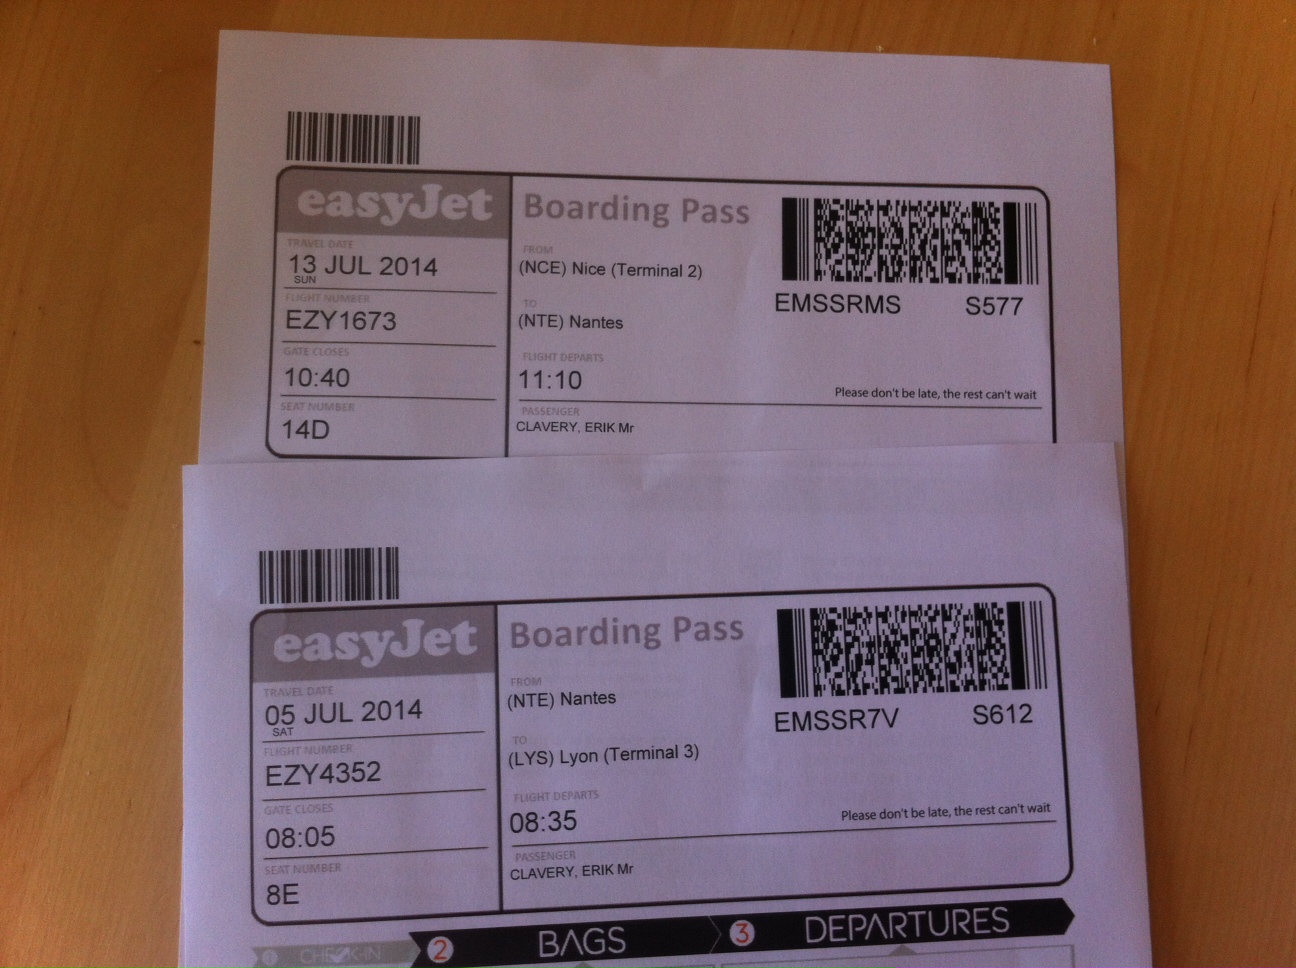 easyJet
Boarding Pass
TRAVEL DATE
13 JUL 2014
SUN
FLIGHT NUMBER
EZY1673
GATE CLOSES
10:40
SEAT NUMBER
14D
FROM
(NCE) Nice (Terminal 2)
TO
(NTE) Nantes
FLIGHT DEPARTS
11:10
PASSENGER
CLAVERY, ERIK Mr
EMSSRMS S577
Please don't be late, the rest can't wait
easyJet
Boarding Pass
TRAVEL DATE
05 JUL 2014
SAT
FLIGHT NUMBER
EZY4352
GATE CLOSES
08:05
SEAT NUMBER
8E
FROM
(NTE) Nantes
TO
(LYS) Lyon (Terminal 3)
FLIGHT DEPARTS
08:35
PASSENGER
CLAVERY, ERIK Mr
EMSSR7V S612
Please don't be late, the rest can't wait
1 CHECK-IN
2 BAGS
3 DEPARTURES